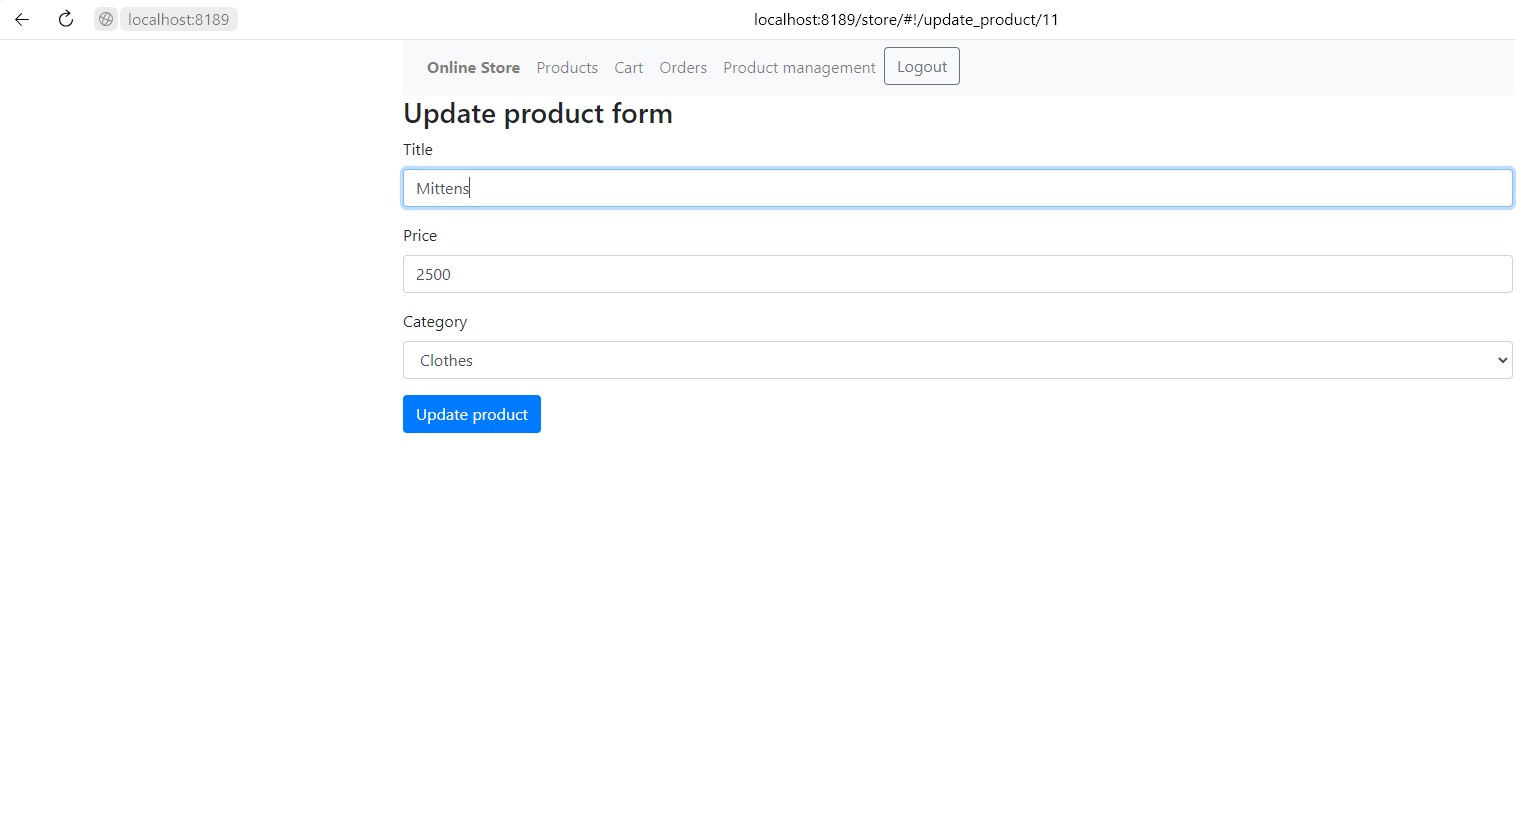 localhost:8189 localhost:8189/store/#!/update_product/11
Online Store Products Cart Orders Product management Logout
Update product form
Title
Mittens
Price
2500
Category
Clothes
Update product